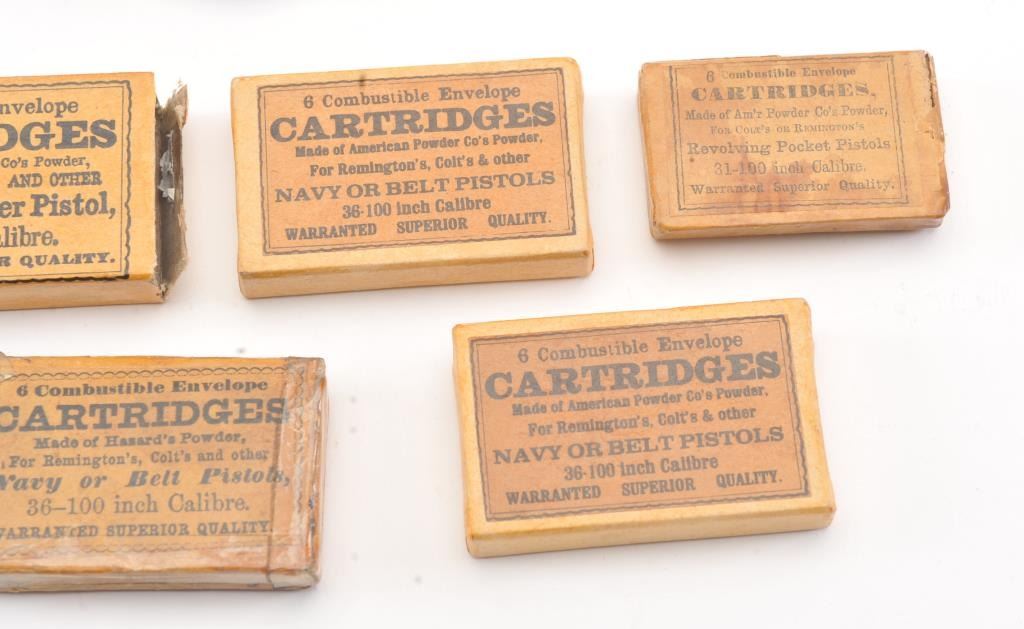 nvelope
DGES
Co's Powder,
AND OTHER
er Pistol,
alibre.
R QUALITY.
6 Combustible Envelope
CARTRIDGES
Made of American Powder Co's Powder,
For Remington's, Colt's & other
NAVY OR BELT PISTOLS
36-100 inch Calibre
WARRANTED SUPERIOR QUALITY.
6 Combustible Envelope
CARTRIDGES,
Made of Am'r Powder Co's Powder,
FOR COLT'S OR REMINGTON'S
Revolving Pocket Pistols
31-100 inch Calibre.
Warranted Superior Quality.
6 Combustible Envelope
CARTRIDGES
Made of Hazard's Powder,
For Remington's, Colt's and other
Navy or Belt Pistols,
36–100 inch Calibre.
WARRANTED SUPERIOR QUALITY.
6 Combustible Envelope
CARTRIDGES
Made of American Powder Co's Powder,
For Remington's, Colt's & other
NAVY OR BELT PISTOLS
36-100 inch Calibre
WARRANTED SUPERIOR QUALITY.